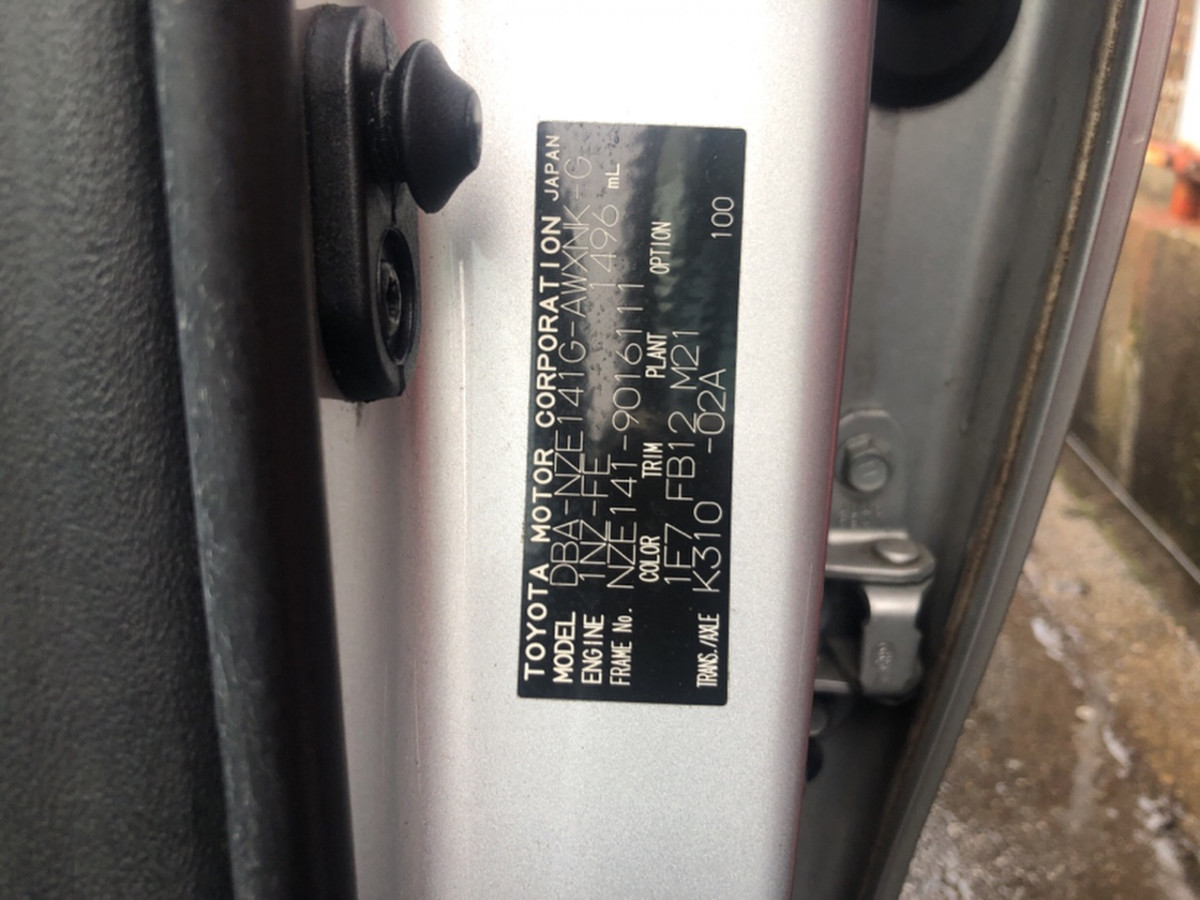 TOYOTA MOTOR CORPORATION JAPAN
MODEL DBA-NZE141G-AWXNK-G
ENGINE 1NZ-FE 1496 mL
FRAME No. NZE141-9016111
COLOR TRIM PLANT OPTION
1E7 FB12 M21
TRANS./AXLE K310 -02A 100